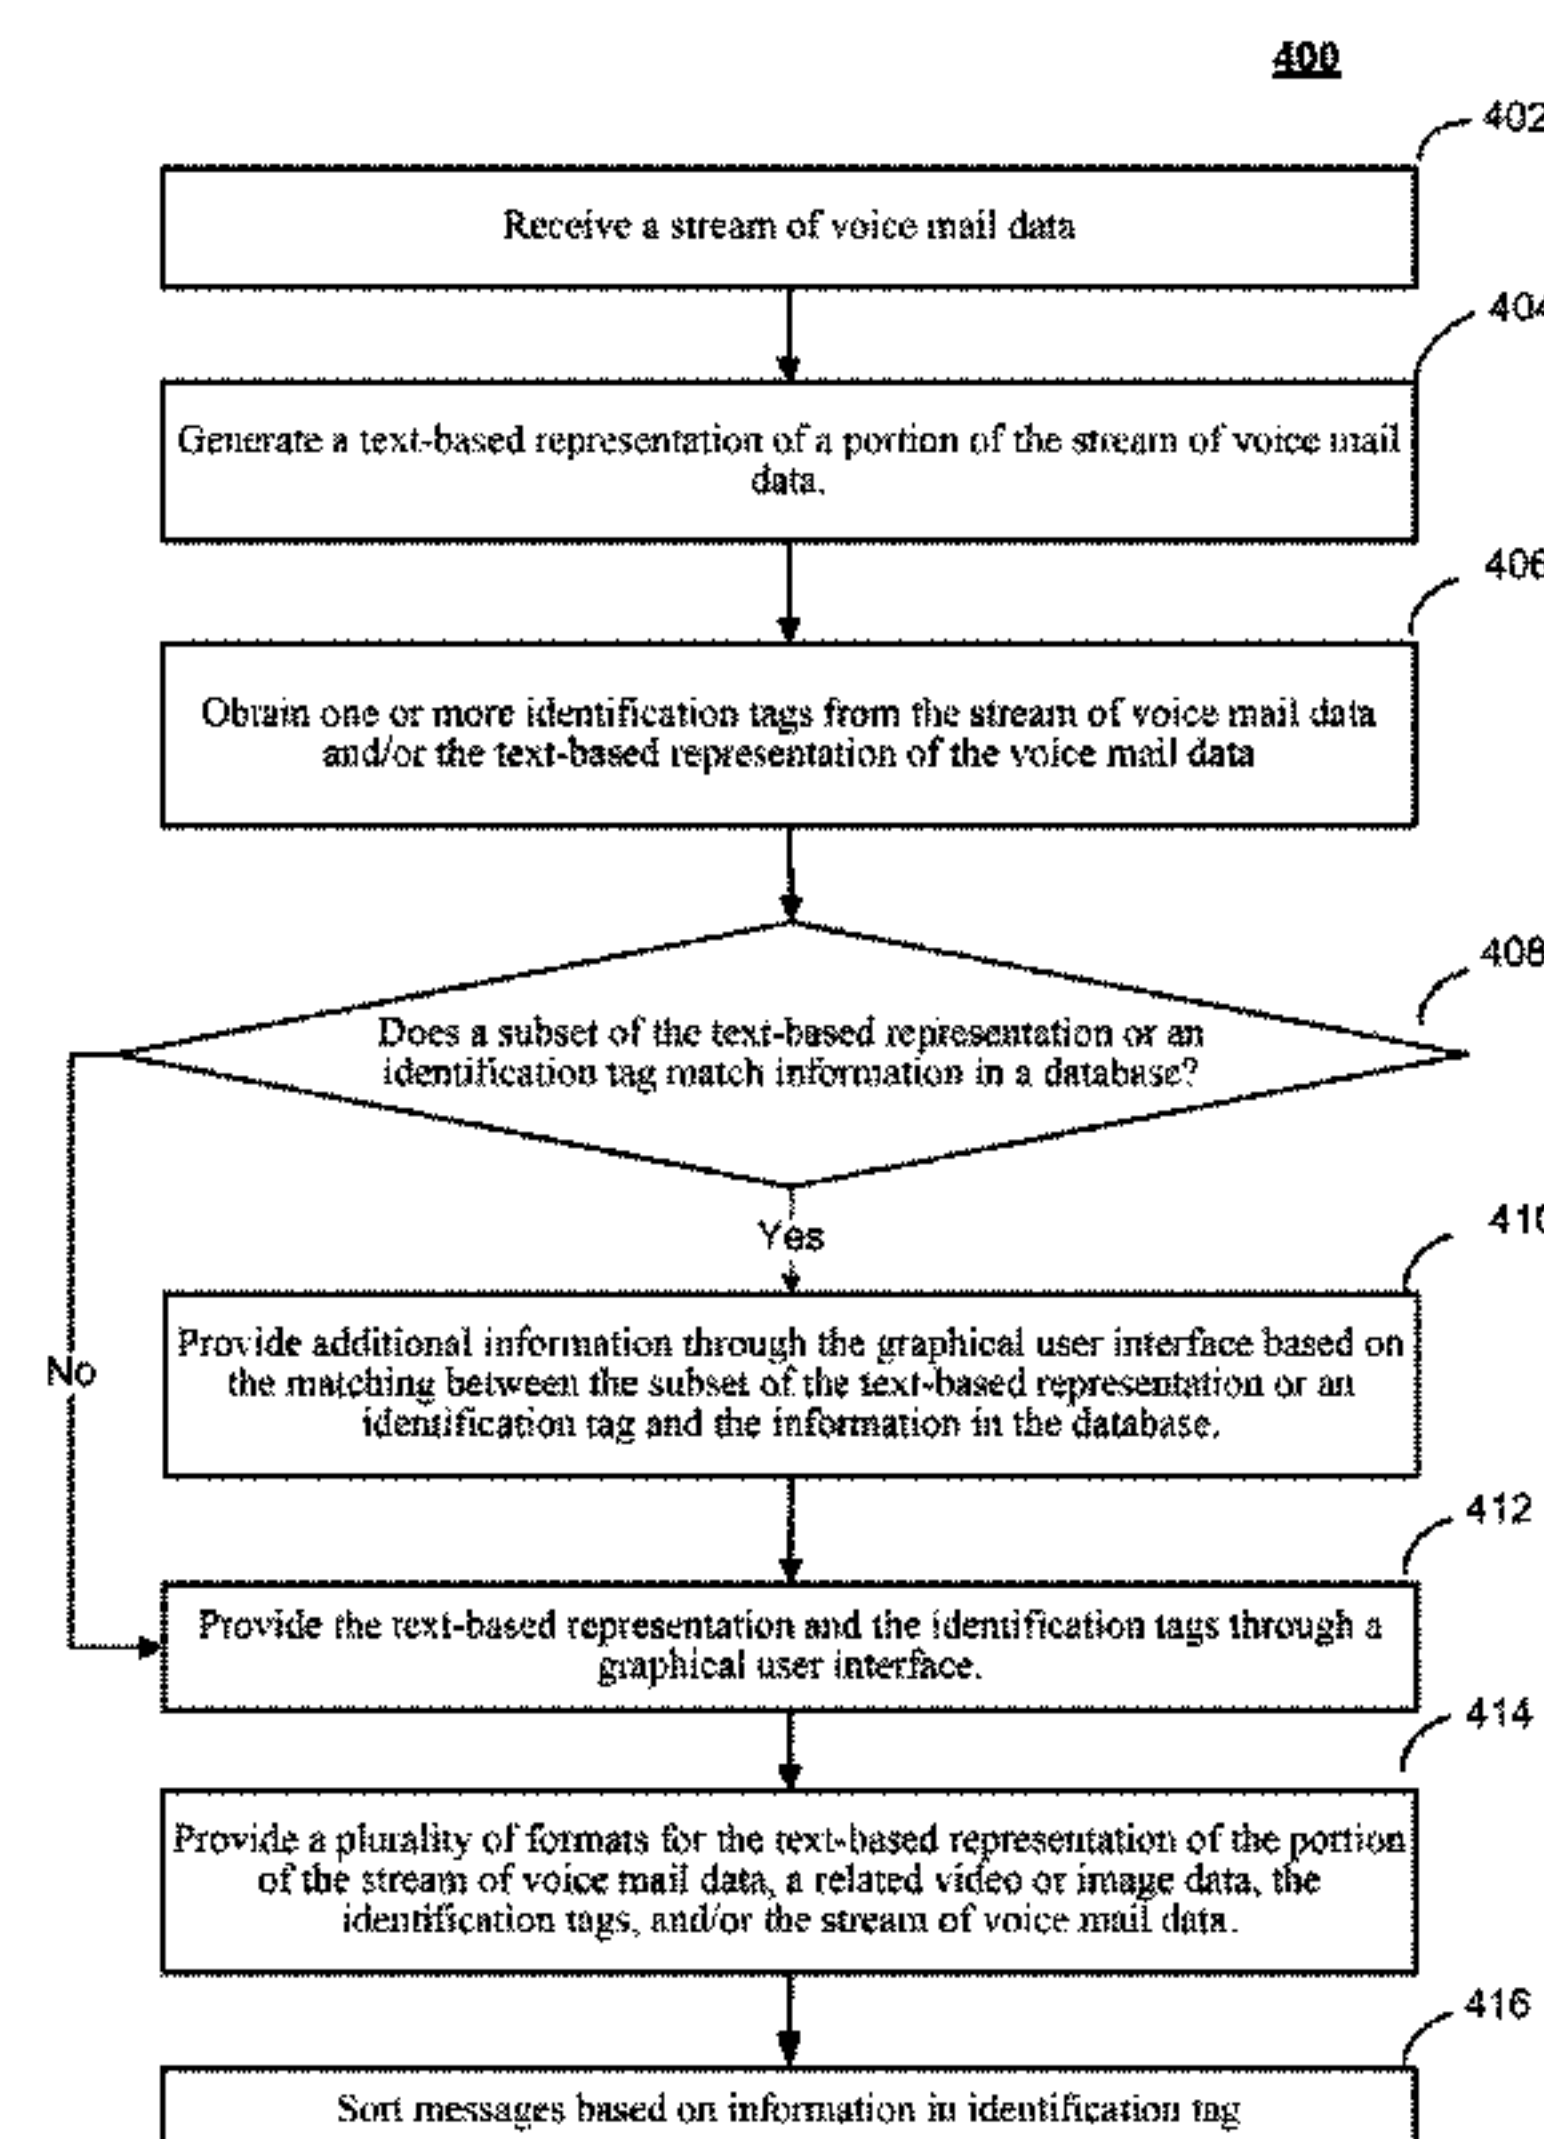 400
402
Receive a stream of voice mail data
404
Generate a text-based representation of a portion of the stream of voice mail
data.
406
Obtain one or more identification tags from the stream of voice mail data
and/or the text-based representation of the voice mail data
408
Does a subset of the text-based representation or an
identification tag match information in a database?
Yes
410
Provide additional information through the graphical user interface based on
the matching between the subset of the text-based representation or an
identification tag and the information in the database.
No
412
Provide the text-based representation and the identification tags through a
graphical user interface.
414
Provide a plurality of formats for the text-based representation of the portion
of the stream of voice mail data, a related video or image data, the
identification tags, and/or the stream of voice mail data.
416
Sort messages based on information in identification tag